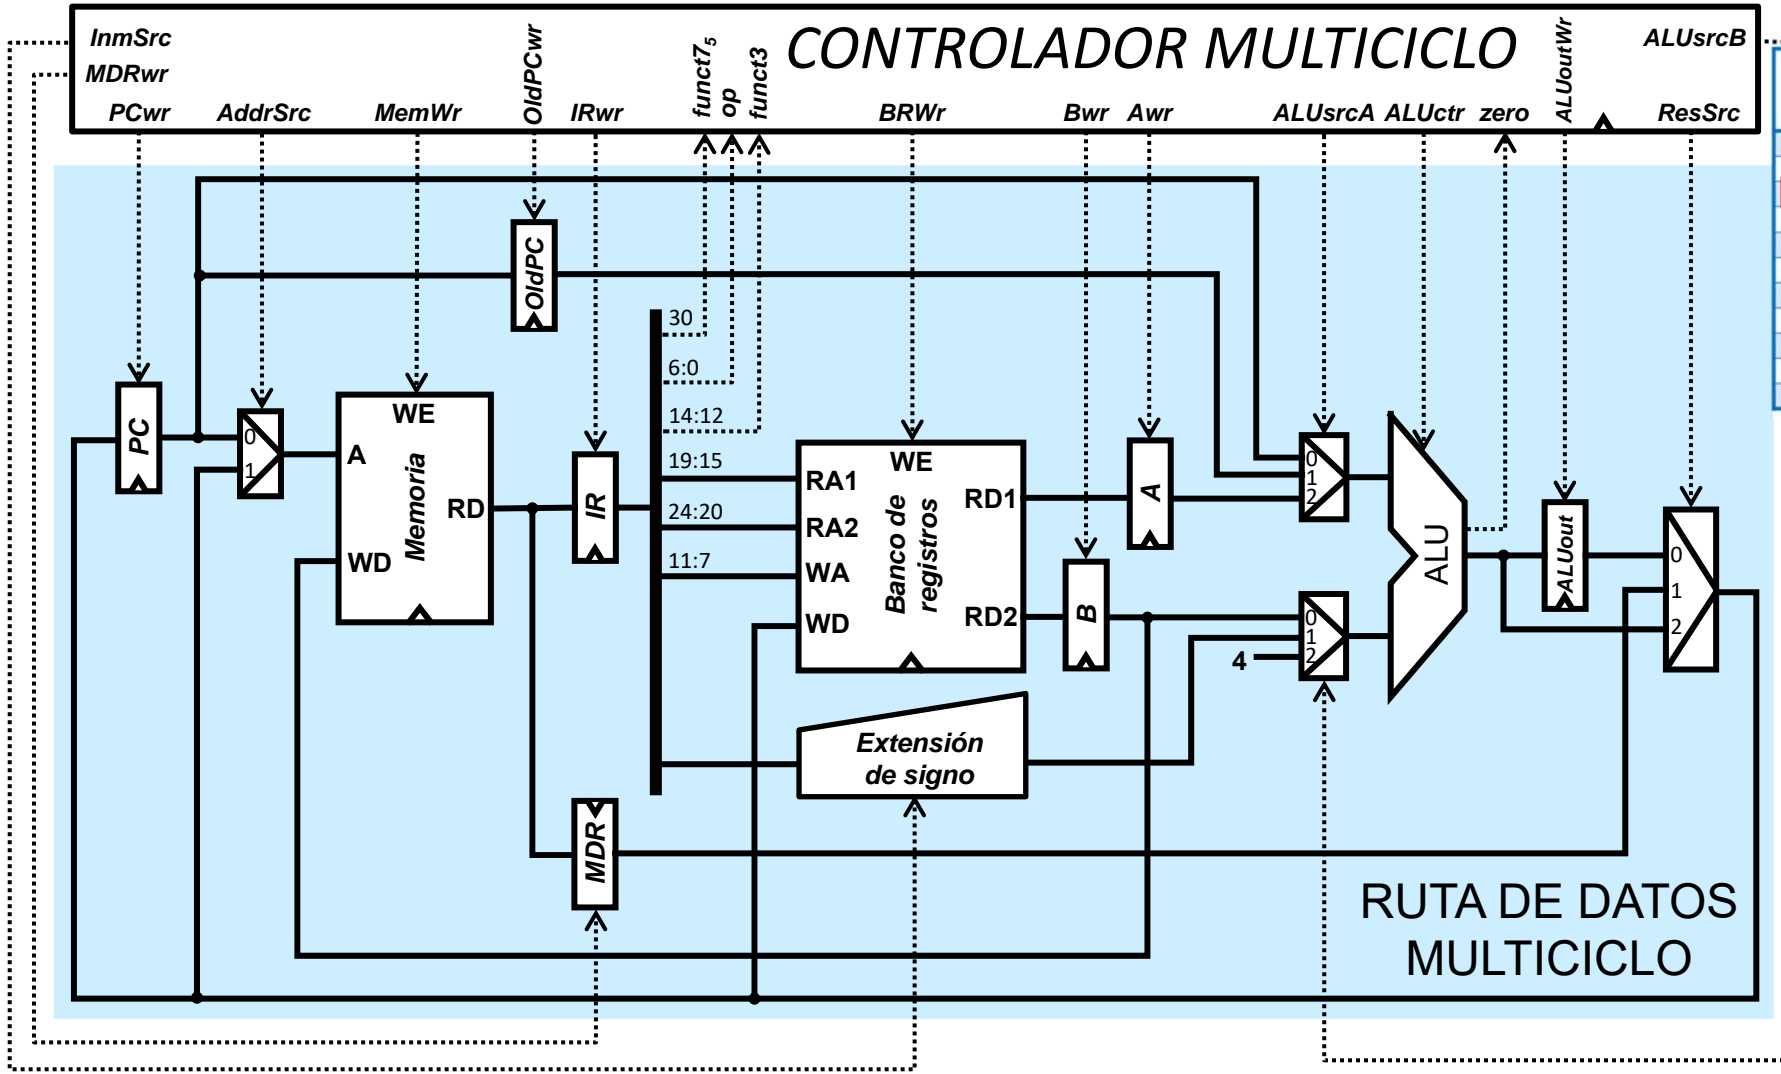 CONTROLADOR MULTICICLO
InmSrc
MDRwr
PCwr
AddrSrc
MemWr
OldPCwr
IRwr
funct7₅
op
funct3
BRWr
Bwr
Awr
ALUsrcA
ALUctr
zero
ALUoutWr
ALUsrcB
ResSrc
OldPC
30
6:0
14:12
19:15
24:20
11:7
PC
0
1
WE
A
Memoria
RD
WD
IR
WE
RA1
RA2
WA
WD
Banco de
registros
RD1
RD2
A
B
0
1
2
0
1
2
4
ALU
ALUout
0
1
2
Extensión
de signo
MDR
RUTA DE DATOS
MULTICICLO